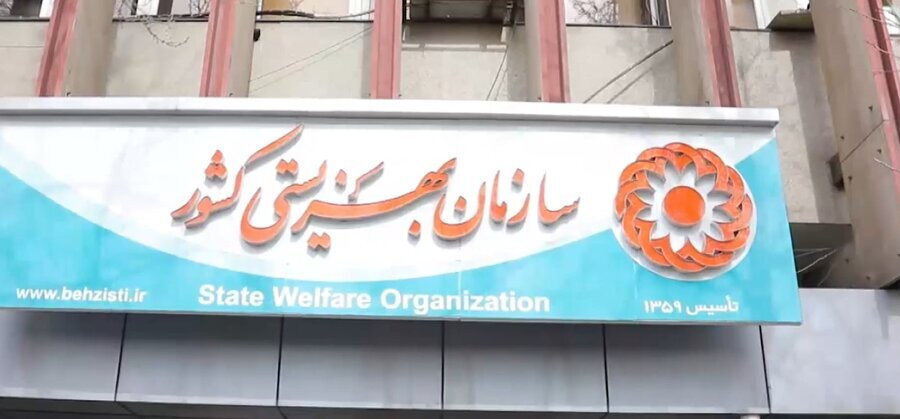 سازمان بهزیستی کشور
تأسیس ۱۳۵۹
State Welfare Organization
www.behzisti.ir